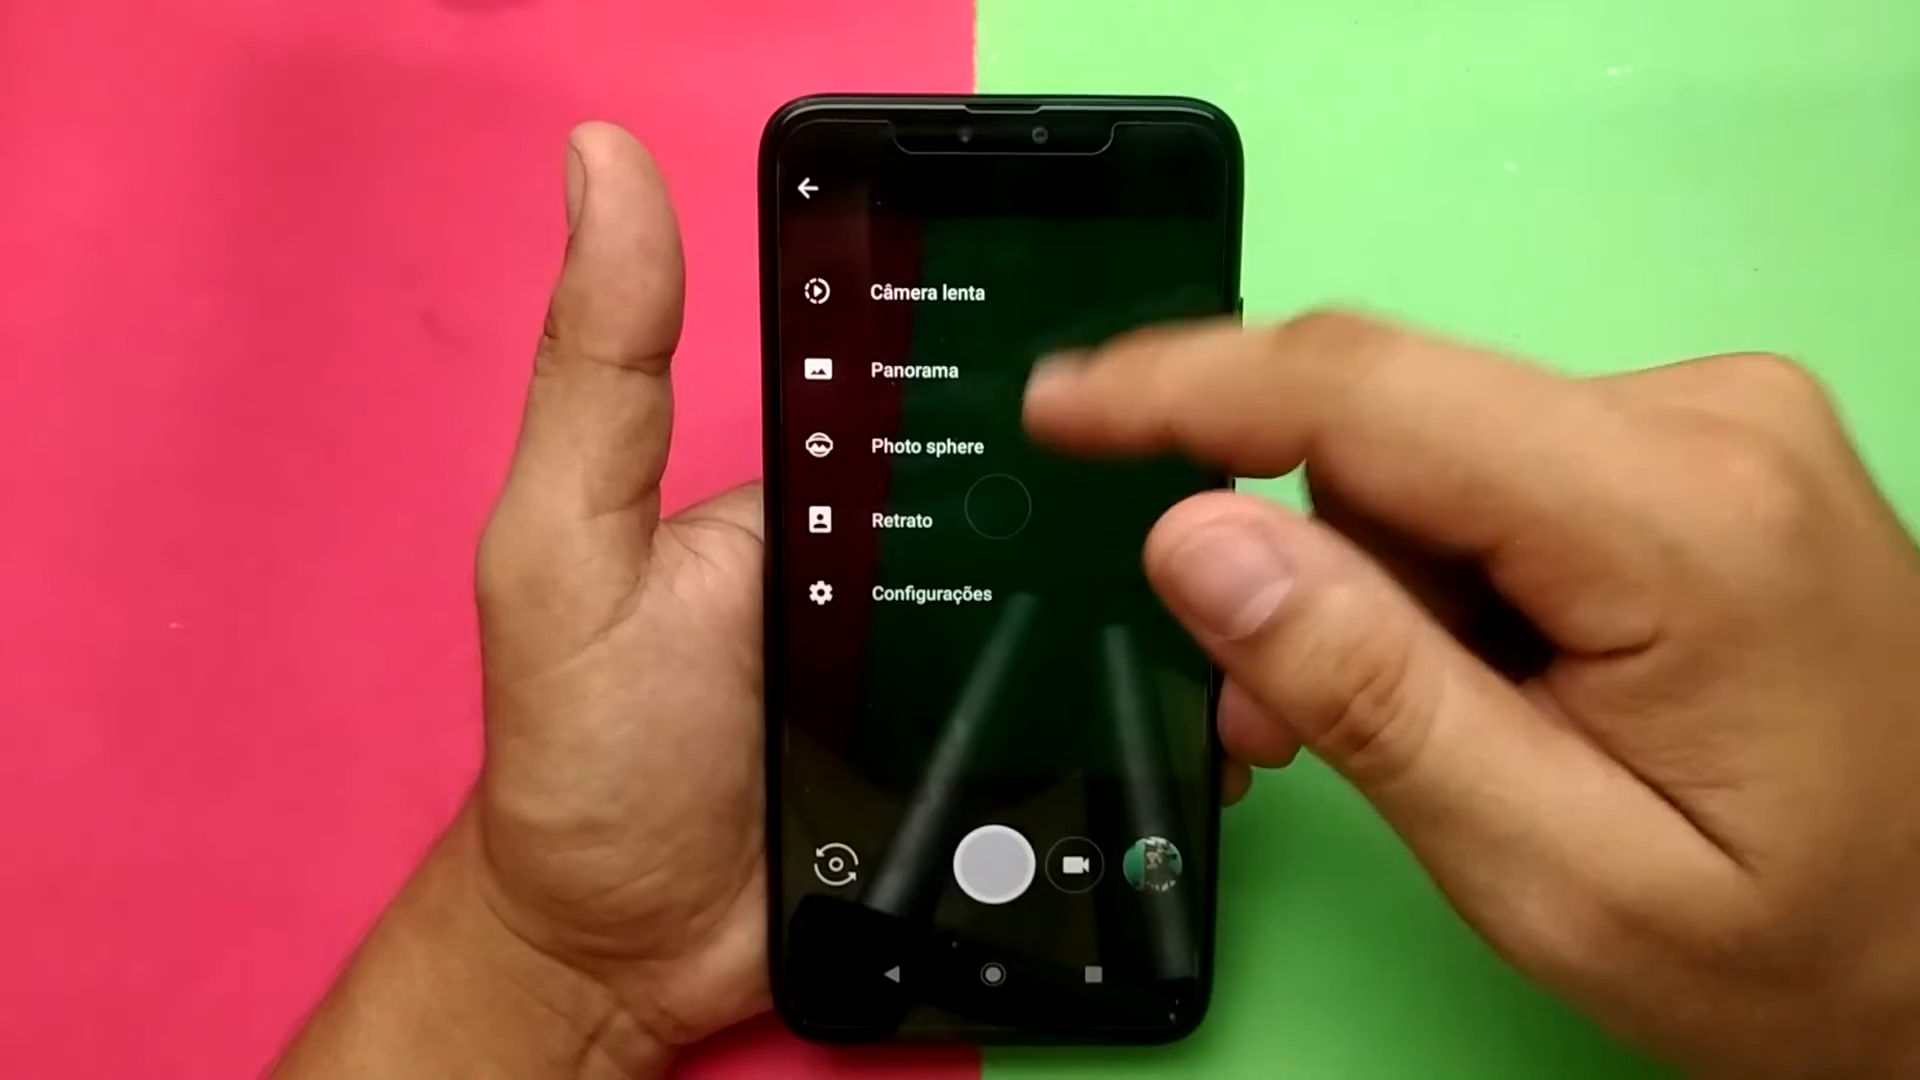 Câmera lenta
Panorama
Photo sphere
Retrato
Configurações